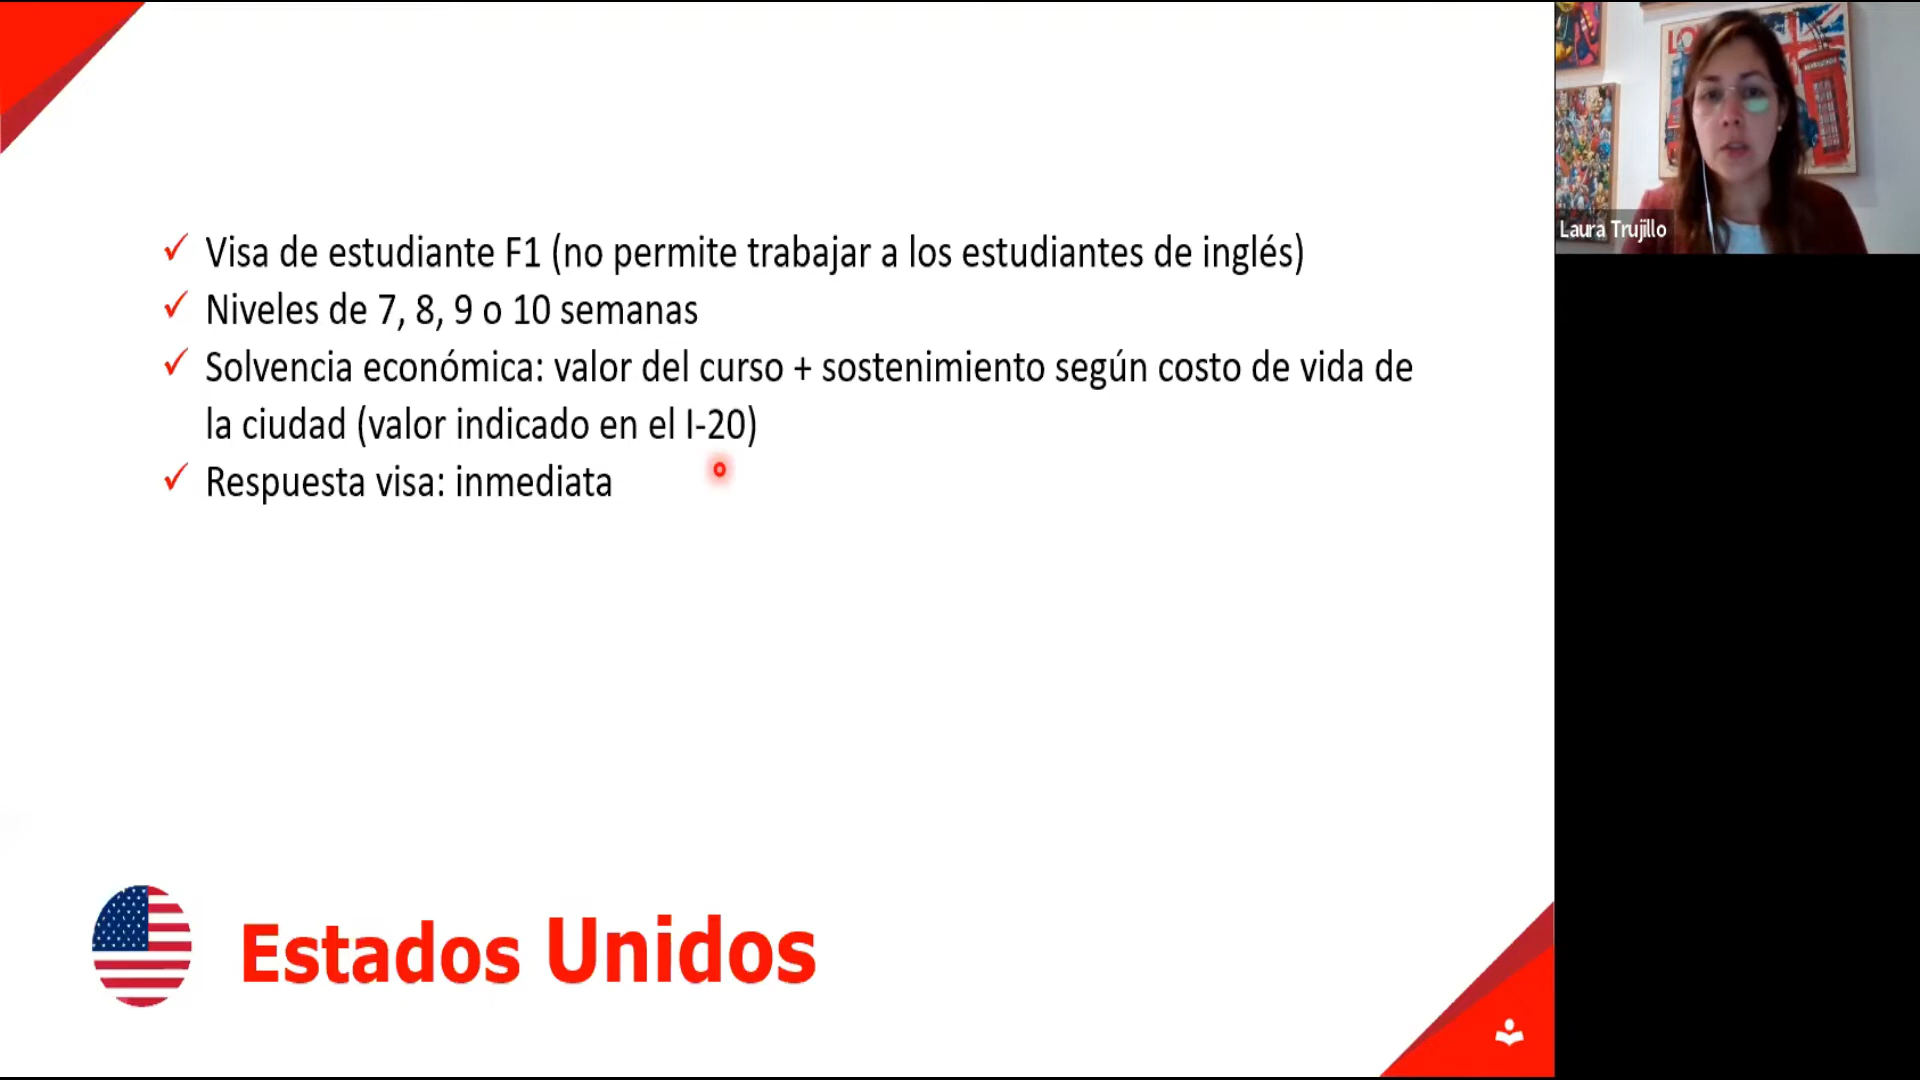 Visa de estudiante F1 (no permite trabajar a los estudiantes de inglés)
Niveles de 7, 8, 9 o 10 semanas
Solvencia económica: valor del curso + sostenimiento según costo de vida de
la ciudad (valor indicado en el I-20)
Respuesta visa: inmediata
Estados Unidos
LO
Laura Trujillo